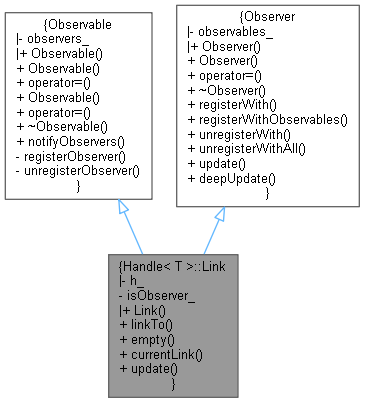 {Observable
|- observers_
|+ Observable()
+ Observable()
+ operator=()
+ Observable()
+ operator=()
+ ~Observable()
+ notifyObservers()
- registerObserver()
- unregisterObserver()
}
{Observer
|- observables_
|+ Observer()
+ Observer()
+ operator=()
+ ~Observer()
+ registerWith()
+ registerWithObservables()
+ unregisterWith()
+ unregisterWithAll()
+ update()
+ deepUpdate()
}
{Handle< T >::Link
|- h_
- isObserver_
|+ Link()
+ linkTo()
+ empty()
+ currentLink()
+ update()
}